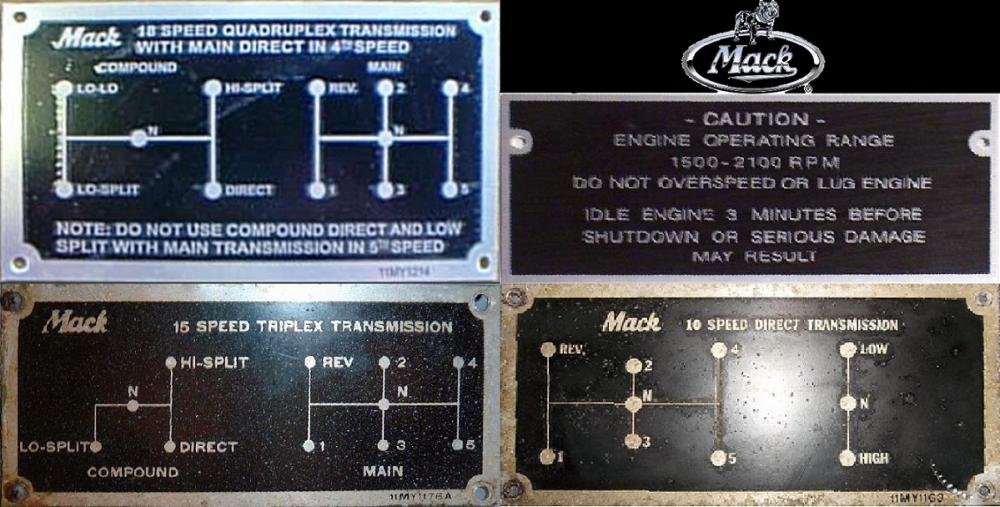 Mack 18 SPEED QUADRUPLEX TRANSMISSION
WITH MAIN DIRECT IN 4TH SPEED
COMPOUND MAIN
LO-LO HI-SPLIT REV. 2 4
N N
LO-SPLIT DIRECT 1 3 5
NOTE: DO NOT USE COMPOUND DIRECT AND LOW
SPLIT WITH MAIN TRANSMISSION IN 5TH SPEED
11MY1214
Mack ®
- CAUTION -
ENGINE OPERATING RANGE
1500-2100 RPM
DO NOT OVERSPEED OR LUG ENGINE
IDLE ENGINE 3 MINUTES BEFORE
SHUTDOWN OR SERIOUS DAMAGE
MAY RESULT
Mack 15 SPEED TRIPLEX TRANSMISSION
HI-SPLIT REV 2 4
N N
LO-SPLIT DIRECT 1 3 5
COMPOUND MAIN
11MY1176A
Mack 10 SPEED DIRECT TRANSMISSION
REV. 2 4 LOW
N N
1 3 5 HIGH
11MY1163